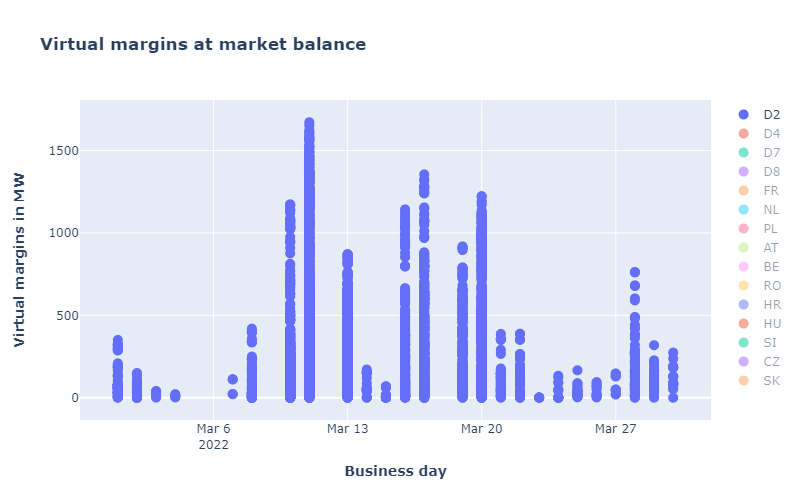 Virtual margins at market balance
Virtual margins in MW
1500
1000
500
0
Mar 6
2022
Mar 13
Mar 20
Mar 27
Business day
D2
D4
D7
D8
FR
NL
PL
AT
BE
RO
HR
HU
SI
CZ
SK